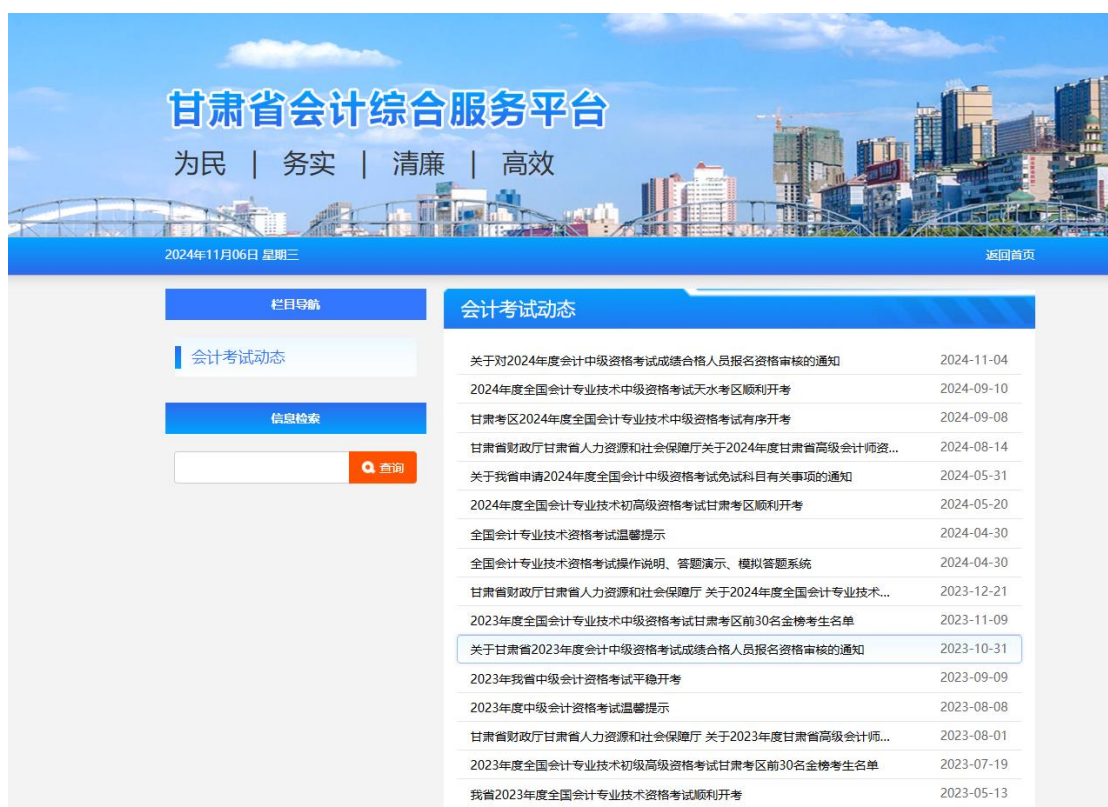 甘肃省会计综合服务平台
为民 | 务实 | 清廉 | 高效
2024年11月06日 星期三 返回首页
栏目导航
会计考试动态
信息检索
查询
会计考试动态
关于对2024年度会计中级资格考试成绩合格人员报名资格审核的通知 2024-11-04
2024年度全国会计专业技术中级资格考试天水考区顺利开考 2024-09-10
甘肃考区2024年度全国会计专业技术中级资格考试有序开考 2024-09-08
甘肃省财政厅甘肃省人力资源和社会保障厅关于2024年度甘肃省高级会计师资... 2024-08-14
关于我省申请2024年度全国会计中级资格考试免试科目有关事项的通知 2024-05-31
2024年度全国会计专业技术初高级资格考试甘肃考区顺利开考 2024-05-20
全国会计专业技术资格考试温馨提示 2024-04-30
全国会计专业技术资格考试操作说明、答题演示、模拟答题系统 2024-04-30
甘肃省财政厅甘肃省人力资源和社会保障厅 关于2024年度全国会计专业技术... 2023-12-21
2023年度全国会计专业技术中级资格考试甘肃考区前30名金榜考生名单 2023-11-09
关于甘肃省2023年度会计中级资格考试成绩合格人员报名资格审核的通知 2023-10-31
2023年我省中级会计资格考试平稳开考 2023-09-09
2023年度中级会计资格考试温馨提示 2023-08-08
甘肃省财政厅甘肃省人力资源和社会保障厅 关于2023年度甘肃省高级会计师... 2023-08-01
2023年度全国会计专业技术初级高级资格考试甘肃考区前30名金榜考生名单 2023-07-19
我省2023年度全国会计专业技术资格考试顺利开考 2023-05-13